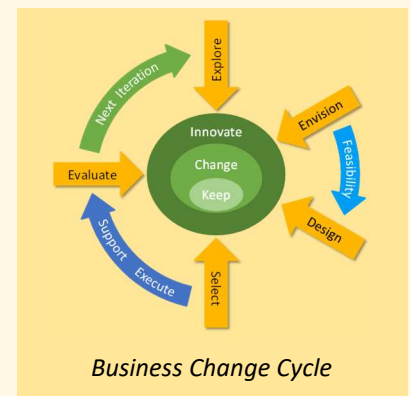 Explore
Next Iteration
Envision
Innovate
Feasibility
Change
Evaluate
Keep
Design
Support Execute
Select
Business Change Cycle